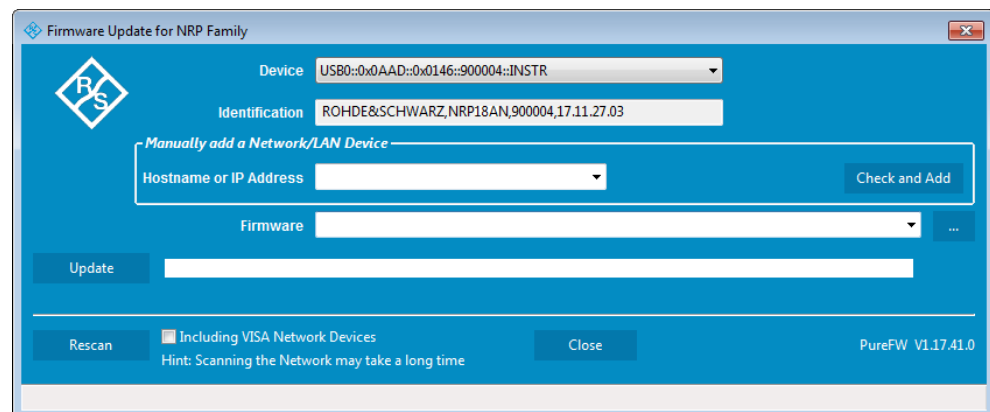 Firmware Update for NRP Family
R&S
Device USB0::0x0AAD::0x0146::900004::INSTR
Identification ROHDE&SCHWARZ,NRP18AN,900004,17.11.27.03
Manually add a Network/LAN Device
Hostname or IP Address Check and Add
Firmware ...
Update
Rescan Including VISA Network Devices Close PureFW V1.17.41.0
Hint: Scanning the Network may take a long time